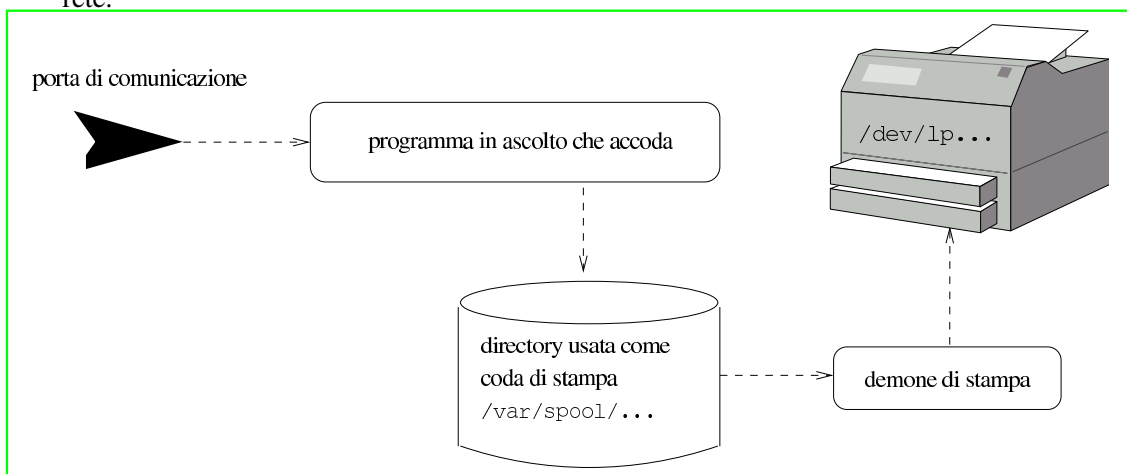 rete.
porta di comunicazione
programma in ascolto che accoda
/dev/lp...
directory usata come
coda di stampa
/var/spool/...
demone di stampa